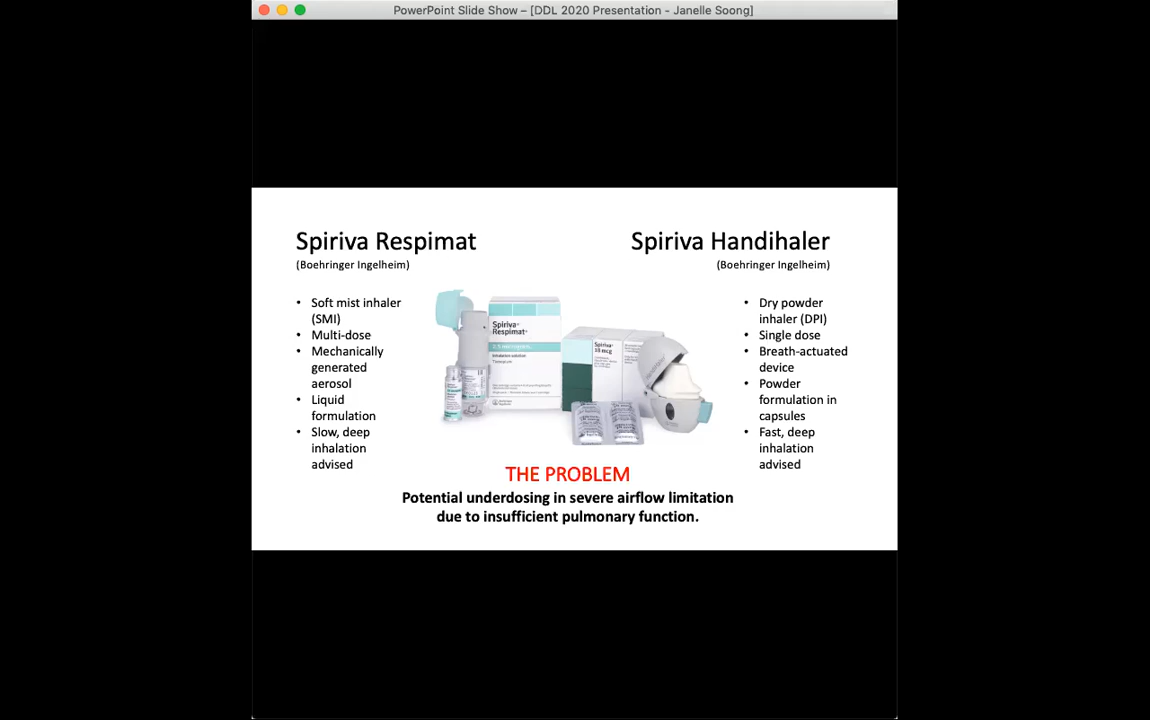 PowerPoint Slide Show – [DDL 2020 Presentation - Janelle Soong]
Spiriva Respimat
(Boehringer Ingelheim)
• Soft mist inhaler
(SMI)
• Multi-dose
• Mechanically
generated
aerosol
• Liquid
formulation
• Slow, deep
inhalation
advised
Spiriva®
Respimat®
Spiriva®
18 mcg
Spiriva Handihaler
(Boehringer Ingelheim)
• Dry powder
inhaler (DPI)
• Single dose
• Breath-actuated
device
• Powder
formulation in
capsules
• Fast, deep
inhalation
advised
THE PROBLEM
Potential underdosing in severe airflow limitation
due to insufficient pulmonary function.